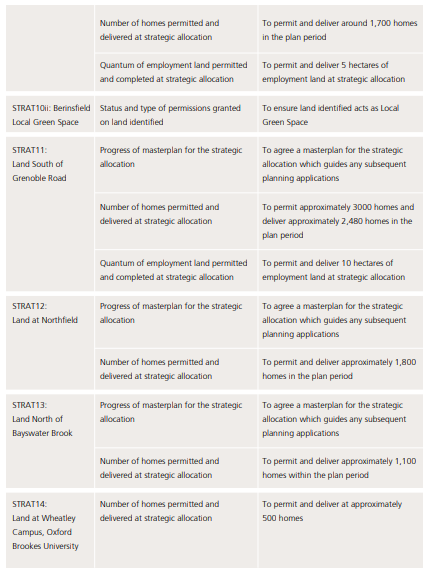 Number of homes permitted and
delivered at strategic allocation
To permit and deliver around 1,700 homes
in the plan period
Quantum of employment land permitted
and completed at strategic allocation
To permit and deliver 5 hectares of
employment land at strategic allocation
STRAT10ii: Berinsfield
Local Green Space
Status and type of permissions granted
on land identified
To ensure land identified acts as Local
Green Space
STRAT11:
Land South of
Grenoble Road
Progress of masterplan for the strategic
allocation
To agree a masterplan for the strategic
allocation which guides any subsequent
planning applications
Number of homes permitted and
delivered at strategic allocation
To permit approximately 3000 homes and
deliver approximately 2,480 homes in the
plan period
Quantum of employment land permitted
and completed at strategic allocation
To permit and deliver 10 hectares of
employment land at strategic allocation
STRAT12:
Land at Northfield
Progress of masterplan for the strategic
allocation
To agree a masterplan for the strategic
allocation which guides any subsequent
planning applications
Number of homes permitted and
delivered at strategic allocation
To permit and deliver approximately 1,800
homes in the plan period
STRAT13:
Land North of
Bayswater Brook
Progress of masterplan for the strategic
allocation
To agree a masterplan for the strategic
allocation which guides any subsequent
planning applications
Number of homes permitted and
delivered at strategic allocation
To permit and deliver approximately 1,100
homes within the plan period
STRAT14:
Land at Wheatley
Campus, Oxford
Brookes University
Number of homes permitted and
delivered at strategic allocation
To permit and deliver at approximately
500 homes